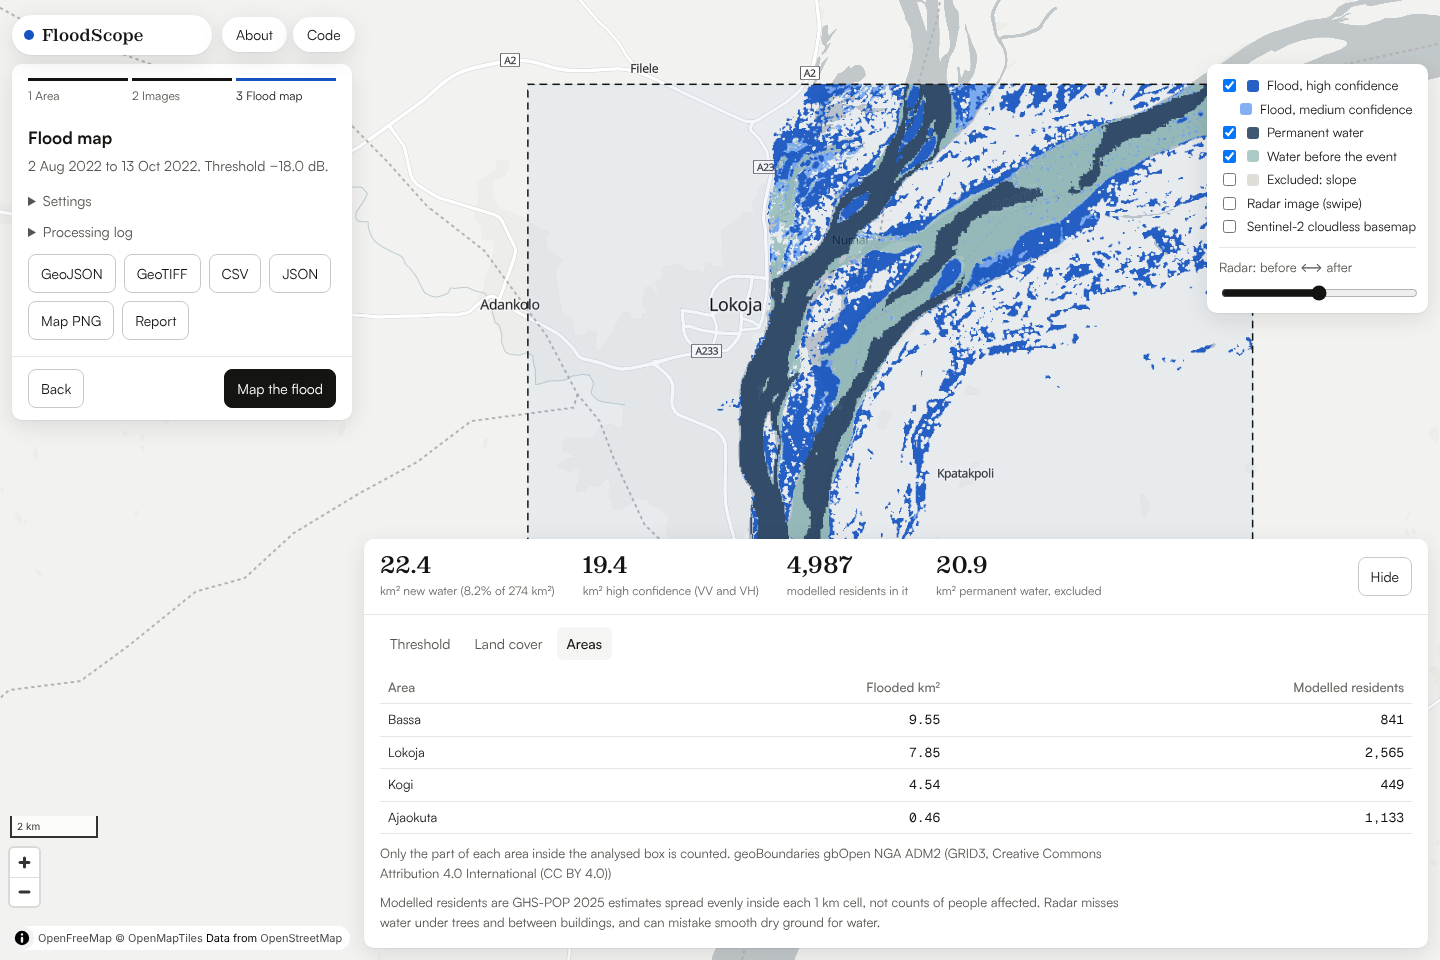 FloodScope
About
Code
1 Area
2 Images
3 Flood map
Flood map
2 Aug 2022 to 13 Oct 2022. Threshold −18.0 dB.
Settings
Processing log
GeoJSON
GeoTIFF
CSV
JSON
Map PNG
Report
Back
Map the flood
A2
Filele
A2
A23
Numai
Adankolo
Lokoja
A233
Kpatakpoli
Flood, high confidence
Flood, medium confidence
Permanent water
Water before the event
Excluded: slope
Radar image (swipe)
Sentinel-2 cloudless basemap
Radar: before ⟷ after
22.4
km² new water (8.2% of 274 km²)
19.4
km² high confidence (VV and VH)
4,987
modelled residents in it
20.9
km² permanent water, excluded
Hide
Threshold
Land cover
Areas
Area Flooded km² Modelled residents
Bassa 9.55 841
Lokoja 7.85 2,565
Kogi 4.54 449
Ajaokuta 0.46 1,133
Only the part of each area inside the analysed box is counted. geoBoundaries gbOpen NGA ADM2 (GRID3, Creative Commons
Attribution 4.0 International (CC BY 4.0))
Modelled residents are GHS-POP 2025 estimates spread evenly inside each 1 km cell, not counts of people affected. Radar misses
water under trees and between buildings, and can mistake smooth dry ground for water.
2 km
OpenFreeMap © OpenMapTiles Data from OpenStreetMap